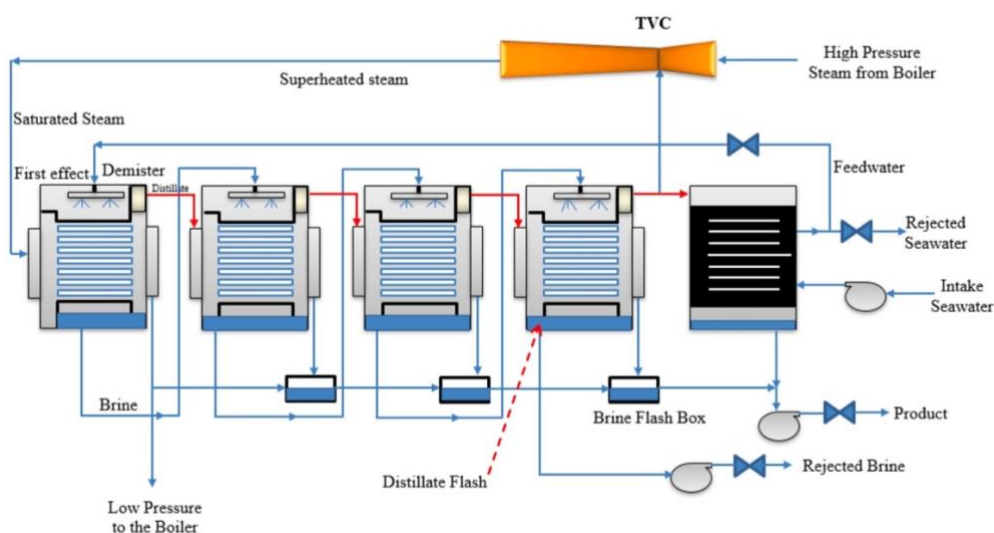 TVC
High Pressure
Steam from Boiler
Superheated steam
Saturated Steam
First effect
Demister
Distillate
Feedwater
Rejected
Seawater
Intake
Seawater
Brine
Brine Flash Box
Product
Distillate Flash
Rejected Brine
Low Pressure
to the Boiler